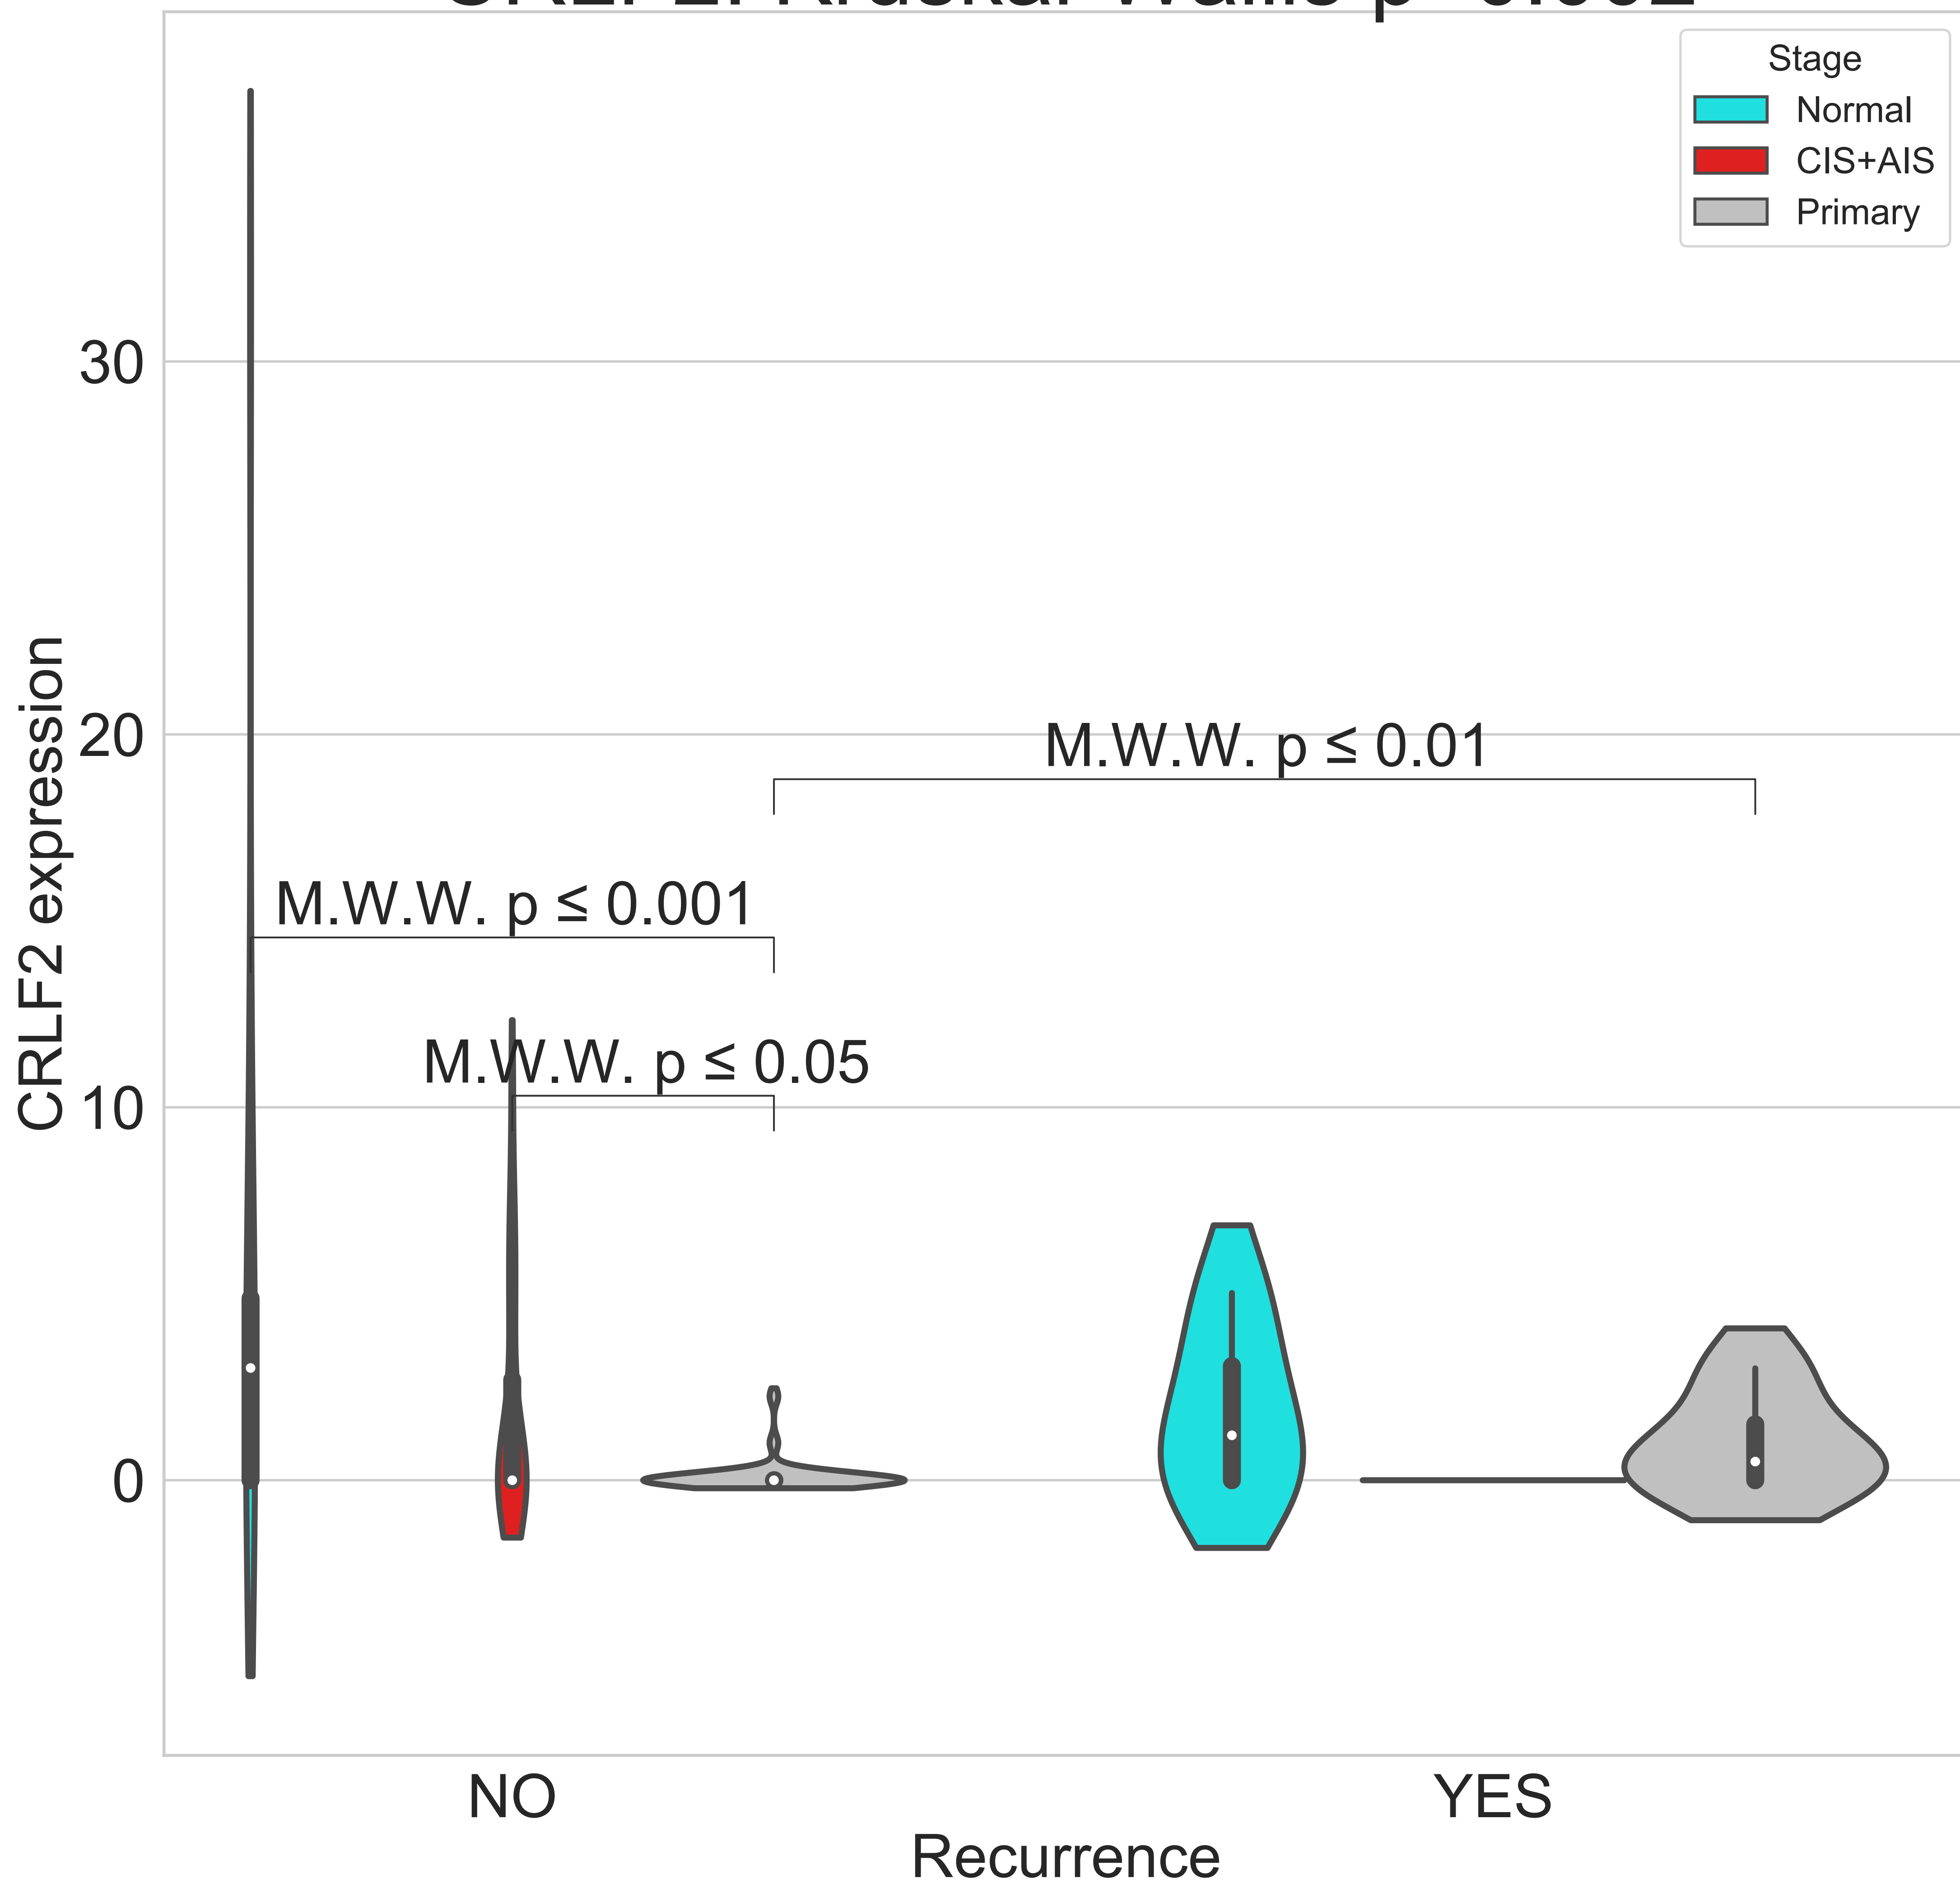 Stage
Normal
CIS+AIS
Primary
30
20
10
0
CRLF2 expression
M.W.W. p ≤ 0.01
M.W.W. p ≤ 0.001
M.W.W. p ≤ 0.05
NO
YES
Recurrence